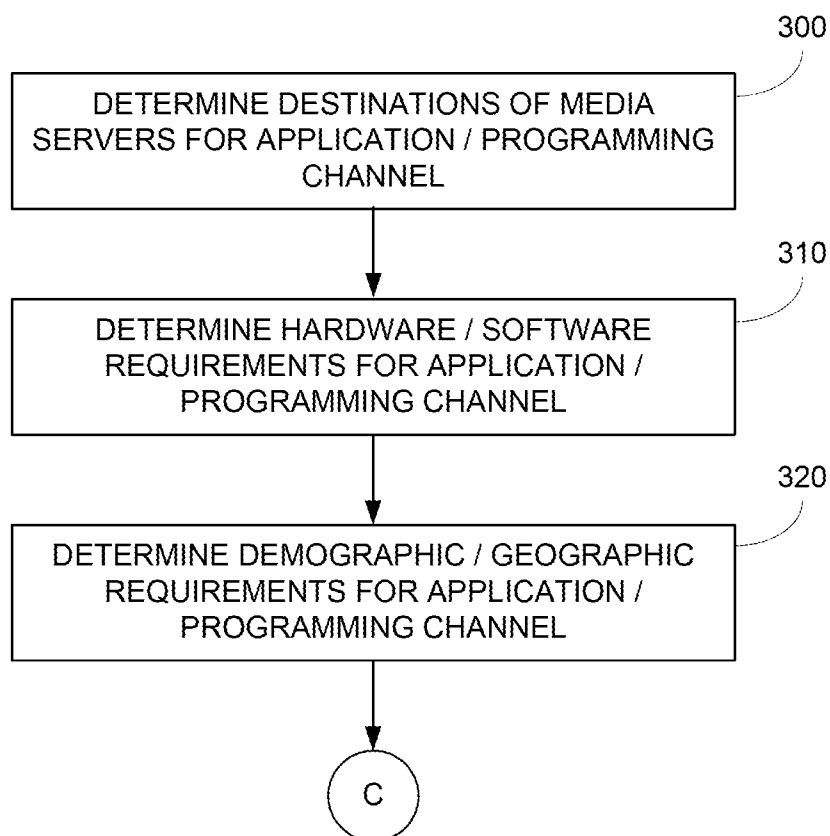 300
DETERMINE DESTINATIONS OF MEDIA
SERVERS FOR APPLICATION / PROGRAMMING
CHANNEL
310
DETERMINE HARDWARE / SOFTWARE
REQUIREMENTS FOR APPLICATION /
PROGRAMMING CHANNEL
320
DETERMINE DEMOGRAPHIC / GEOGRAPHIC
REQUIREMENTS FOR APPLICATION /
PROGRAMMING CHANNEL
C